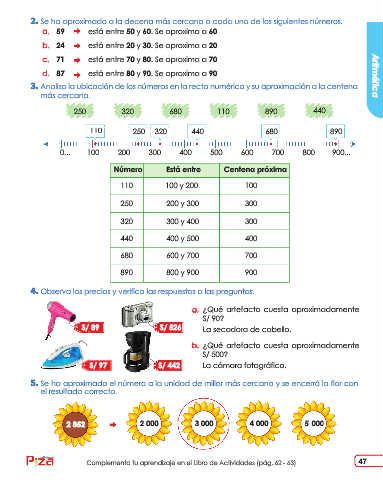 2. Se ha aproximado a la decena más cercana a cada uno de los siguientes números.
a. 59 está entre 50 y 60. Se aproxima a 60
b. 24 está entre 20 y 30. Se aproxima a 20
c. 71 está entre 70 y 80. Se aproxima a 70
d. 87 está entre 80 y 90. Se aproxima a 90
Aritmética
3. Analiza la ubicación de los números en la recta numérica y su aproximación a la centena
más cercana.
250 320 680 110 890 440
110 250 320 440 680 890
0... 100 200 300 400 500 600 700 800 900...
Número Está entre Centena próxima
110 100 y 200 100
250 200 y 300 300
320 300 y 400 300
440 400 y 500 400
680 600 y 700 700
890 800 y 900 900
4. Observa los precios y verifica las respuestas a las preguntas.
S/ 89
S/ 826
S/ 97
S/ 442
a. ¿Qué artefacto cuesta aproximadamente
S/ 90?
La secadora de cabello.
b. ¿Qué artefacto cuesta aproximadamente
S/ 500?
La cámara fotográfica.
5. Se ha aproximado el número a la unidad de millar más cercano y se encerró la flor con
el resultado correcto.
2 852 2 000 3 000 4 000 5 000
Piza
Complementa tu aprendizaje en el Libro de Actividades (pág. 62 - 63)
47